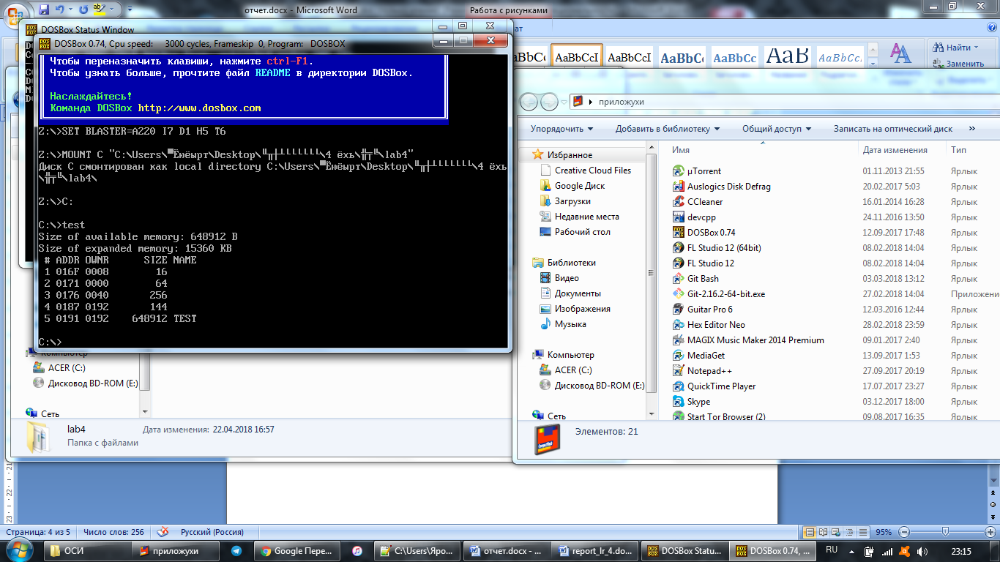 отчет.docx - Microsoft Word
Работа с рисунками
DOSBox Status Window
DOSBox 0.74, Cpu speed: 3000 cycles, Frameskip 0, Program: DOSBOX
Чтобы переназначить клавиши, нажмите ctrl-F1.
Чтобы узнать больше, прочтите файл README в директории DOSBox.
Наслаждайтесь!
Команда DOSBox http://www.dosbox.com
Z:\>SET BLASTER=A220 I7 D1 H5 T6
Z:\>MOUNT C "C:\Users\▀Ёюёырт\Desktop\╙╥┼┴┴┴┴┴┴┴\4 ёхь\╬╤╙\lab4"
Диск C смонтирован как local directory C:\Users\▀Ёюёырт\Desktop\╙╥┼┴┴┴┴┴┴┴\4 ёхь
\╬╤╙\lab4\
Z:\>C:
C:\>test
Size of available memory: 648912 B
Size of expanded memory: 15360 KB
# ADDR OWNR SIZE NAME
1 016F 0008 16
2 0171 0000 64
3 0176 0040 256
4 0187 0192 144
5 0191 0192 648912 TEST
C:\>
AaBbCcI AaBbCcI AaBbC AaBbCc AaB AaBbCc.
Найти
Заменить
приложухи
Упорядочить Добавить в библиотеку Общий доступ Записать на оптический диск »
Избранное
Creative Cloud Files
Google Диск
Загрузки
Недавние места
Рабочий стол
Библиотеки
Видео
Документы
Изображения
Музыка
Компьютер
ACER (C:)
Дисковод BD-ROM (E:)
Сеть
Имя Дата изменения Тип
µTorrent 01.11.2013 21:55 Ярлык
Auslogics Disk Defrag 20.02.2017 5:03 Ярлык
CCleaner 16.01.2014 16:28 Ярлык
devcpp 24.11.2016 13:50 Ярлык
DOSBox 0.74 12.09.2017 17:48 Ярлык
FL Studio 12 (64bit) 08.02.2018 14:04 Ярлык
FL Studio 12 08.02.2018 14:04 Ярлык
Git Bash 03.03.2018 13:12 Ярлык
Git-2.16.2-64-bit.exe 27.02.2018 14:04 Приложение
Guitar Pro 6 12.03.2016 12:44 Ярлык
Hex Editor Neo 28.02.2018 23:59 Ярлык
MAGIX Music Maker 2014 Premium 09.01.2017 2:40 Ярлык
MediaGet 13.09.2017 1:53 Ярлык
Notepad++ 27.09.2017 20:19 Ярлык
QuickTime Player 17.07.2017 23:27 Ярлык
Skype 03.12.2017 18:00 Ярлык
Start Tor Browser (2) 09.08.2017 16:35 Ярлык
Элементов: 21
Компьютер
ACER (C:)
Дисковод BD-ROM (E:)
Сеть
lab4 Дата изменения: 22.04.2018 16:57
Папка с файлами
Страница: 4 из 5 Число слов: 256 Русский (Россия) 95%
ОСИ приложухи Google Пере... C:\Users\Яро... отчет.docx - ... report_lr_4.do... DOSBox Statu... DOSBox 0.74, ... RU 23:15